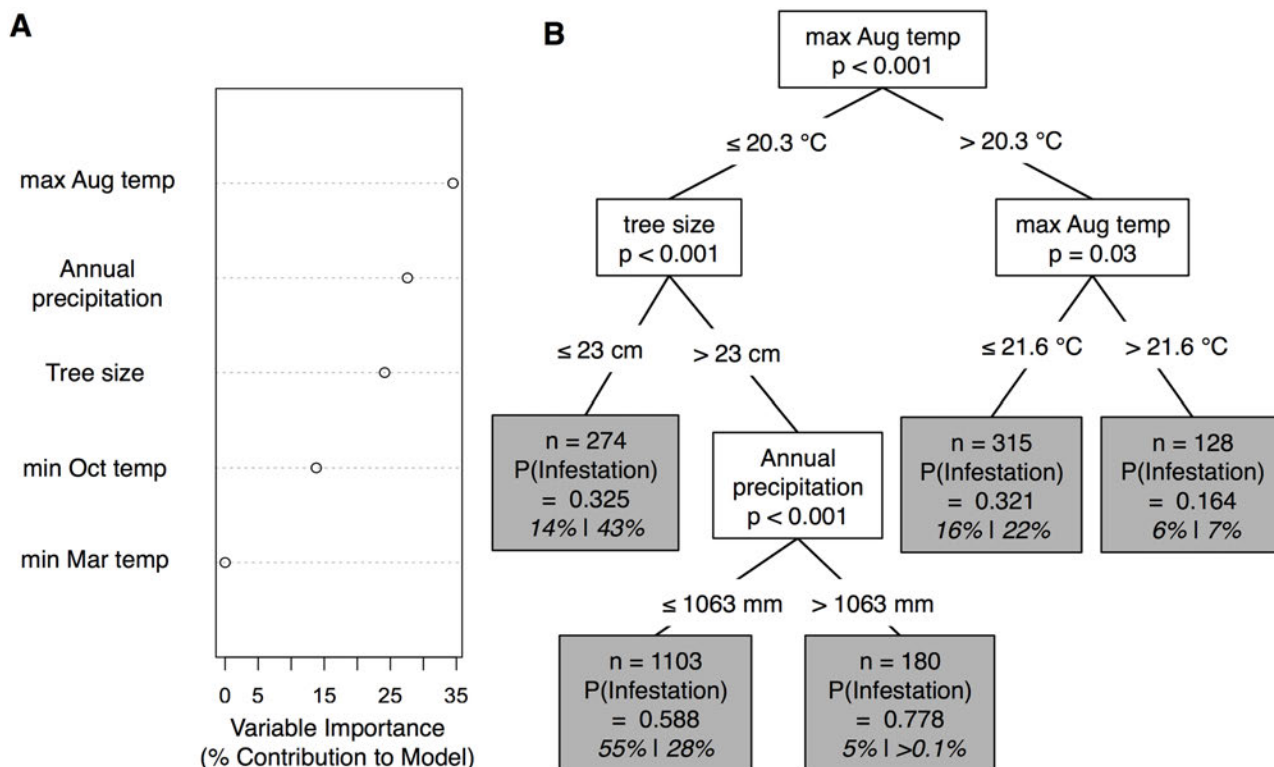 A
max Aug temp
Annual
precipitation
Tree size
min Oct temp
min Mar temp
0 5 15 25 35
Variable Importance
(% Contribution to Model)
B
max Aug temp
p < 0.001
≤ 20.3 °C
> 20.3 °C
tree size
p < 0.001
max Aug temp
p = 0.03
≤ 23 cm
> 23 cm
≤ 21.6 °C
> 21.6 °C
n = 274
P(Infestation)
= 0.325
14% | 43%
Annual
precipitation
p < 0.001
n = 315
P(Infestation)
= 0.321
16% | 22%
n = 128
P(Infestation)
= 0.164
6% | 7%
≤ 1063 mm
> 1063 mm
n = 1103
P(Infestation)
= 0.588
55% | 28%
n = 180
P(Infestation)
= 0.778
5% | >0.1%